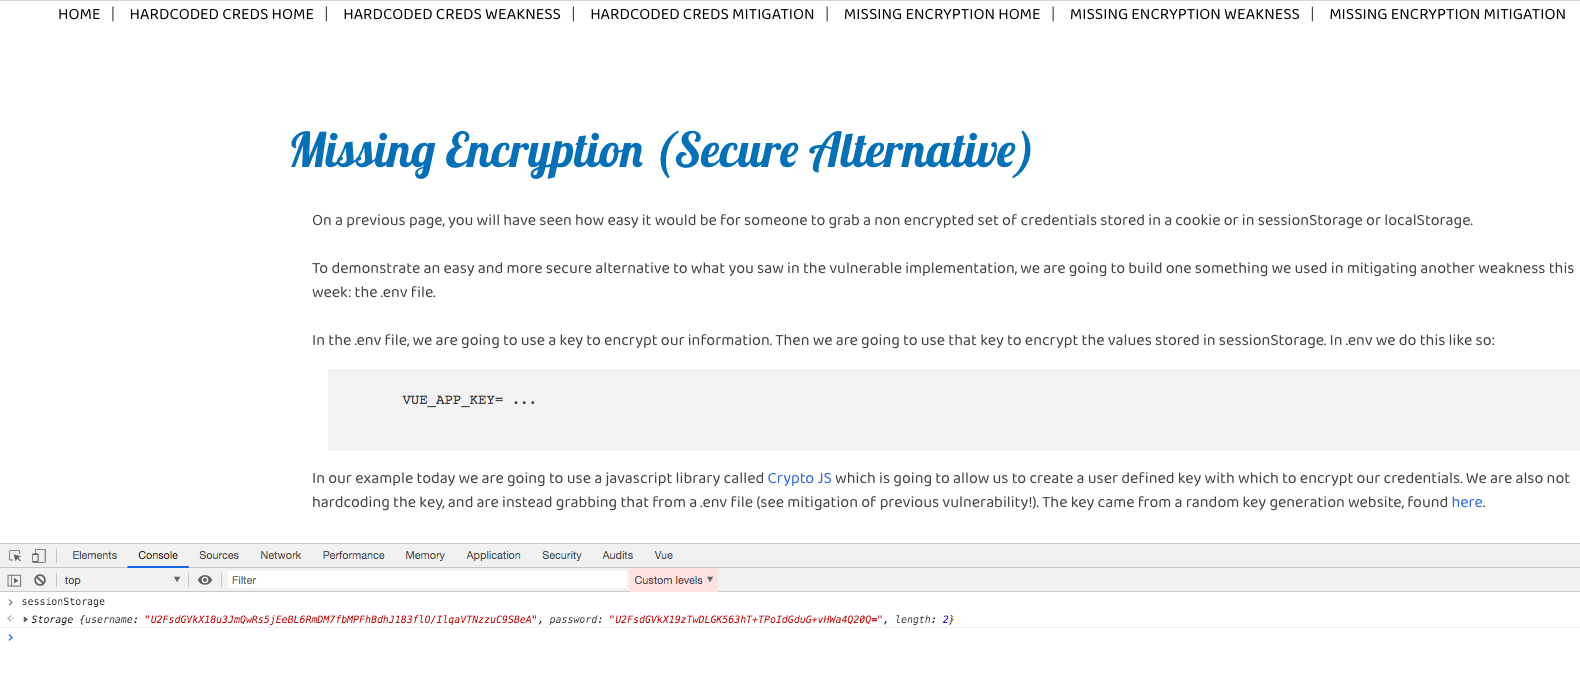 HOME | HARDCODED CREDS HOME | HARDCODED CREDS WEAKNESS | HARDCODED CREDS MITIGATION | MISSING ENCRYPTION HOME | MISSING ENCRYPTION WEAKNESS | MISSING ENCRYPTION MITIGATION
Missing Encryption (Secure Alternative)
On a previous page, you will have seen how easy it would be for someone to grab a non encrypted set of credentials stored in a cookie or in sessionStorage or localStorage.
To demonstrate an easy and more secure alternative to what you saw in the vulnerable implementation, we are going to build one something we used in mitigating another weakness this
week: the .env file.
In the .env file, we are going to use a key to encrypt our information. Then we are going to use that key to encrypt the values stored in sessionStorage. In .env we do this like so:
VUE_APP_KEY= ...
In our example today we are going to use a javascript library called Crypto JS which is going to allow us to create a user defined key with which to encrypt our credentials. We are also not
hardcoding the key, and are instead grabbing that from a .env file (see mitigation of previous vulnerability!). The key came from a random key generation website, found here.
Elements Console Sources Network Performance Memory Application Security Audits Vue
top Filter Custom levels
sessionStorage
Storage {username: "U2FsdGVkX18u3JmQwRs5jEeBL6RmDM7fbMPFhBdhJ183flO/IlqaVTNzzuC9SBeA", password: "U2FsdGVkX19zTwDLGK563hT+TPoIdGduG+vHWa4Q20Q=", length: 2}